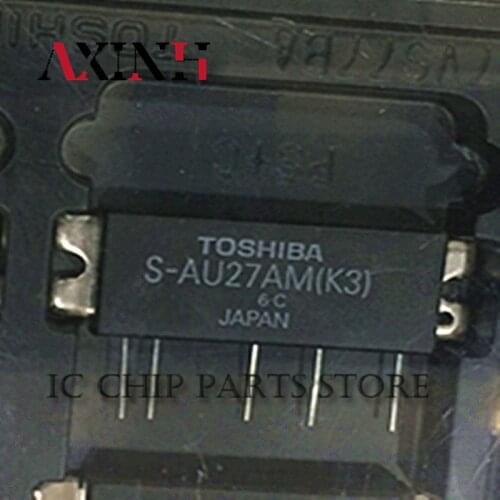 AXINH
TOSHIBA
S-AU27AM(K3)
6C
JAPAN
IC CHIP PARTS STORE